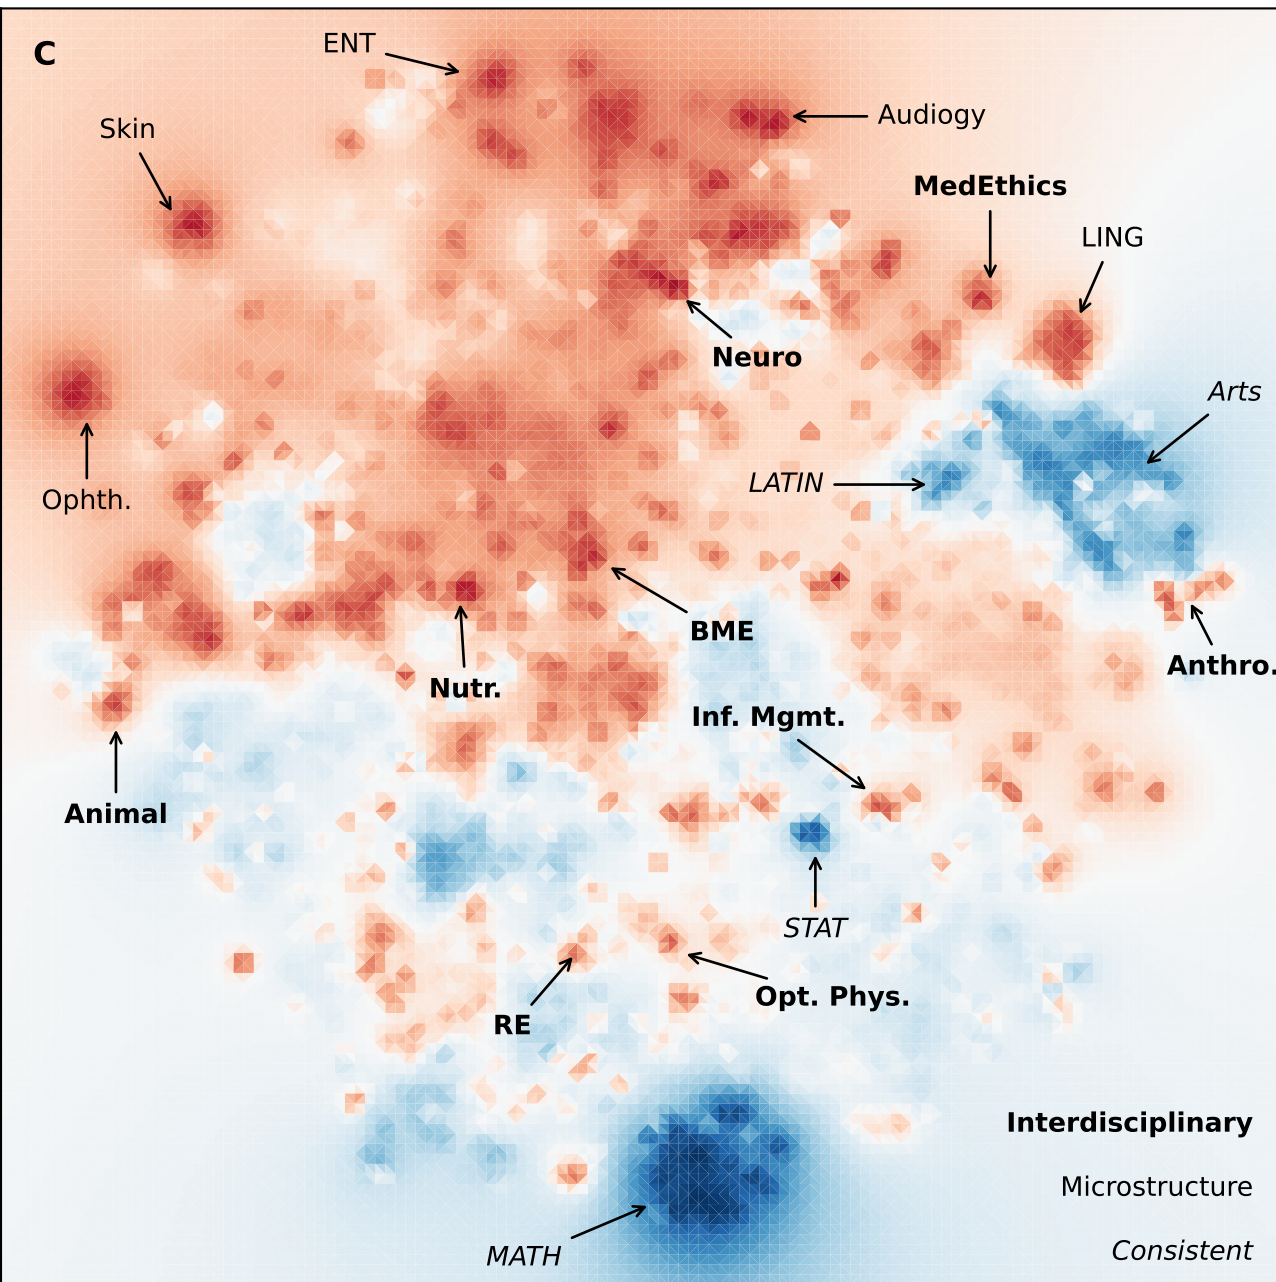 C
ENT
Audiogy
Skin
MedEthics
LING
Neuro
Arts
LATIN
Ophth.
BME
Anthro.
Nutr.
Inf. Mgmt.
Animal
STAT
Opt. Phys.
RE
Interdisciplinary
Microstructure
Consistent
MATH